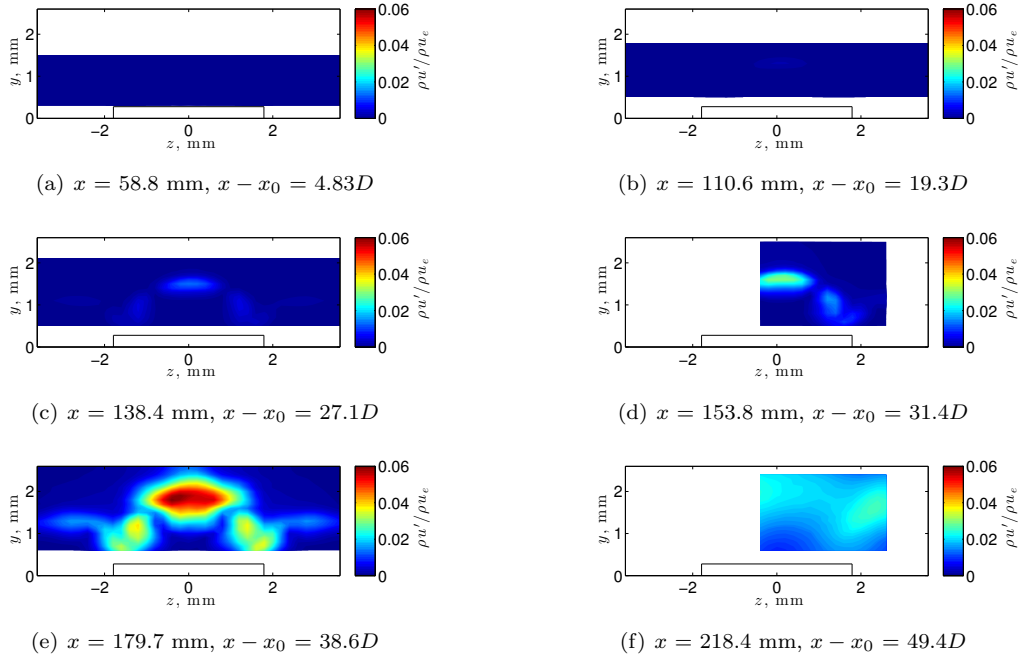 0.06
0.04
0.02
0
ρu′/ρu_e
2
1
0
y, mm
−2
0
2
z, mm
(a) x = 58.8 mm, x − x₀ = 4.83D
0.06
0.04
0.02
0
ρu′/ρu_e
2
1
0
y, mm
−2
0
2
z, mm
(b) x = 110.6 mm, x − x₀ = 19.3D
0.06
0.04
0.02
0
ρu′/ρu_e
2
1
0
y, mm
−2
0
2
z, mm
(c) x = 138.4 mm, x − x₀ = 27.1D
0.06
0.04
0.02
0
ρu′/ρu_e
2
1
0
y, mm
−2
0
2
z, mm
(d) x = 153.8 mm, x − x₀ = 31.4D
0.06
0.04
0.02
0
ρu′/ρu_e
2
1
0
y, mm
−2
0
2
z, mm
(e) x = 179.7 mm, x − x₀ = 38.6D
0.06
0.04
0.02
0
ρu′/ρu_e
2
1
0
y, mm
−2
0
2
z, mm
(f) x = 218.4 mm, x − x₀ = 49.4D